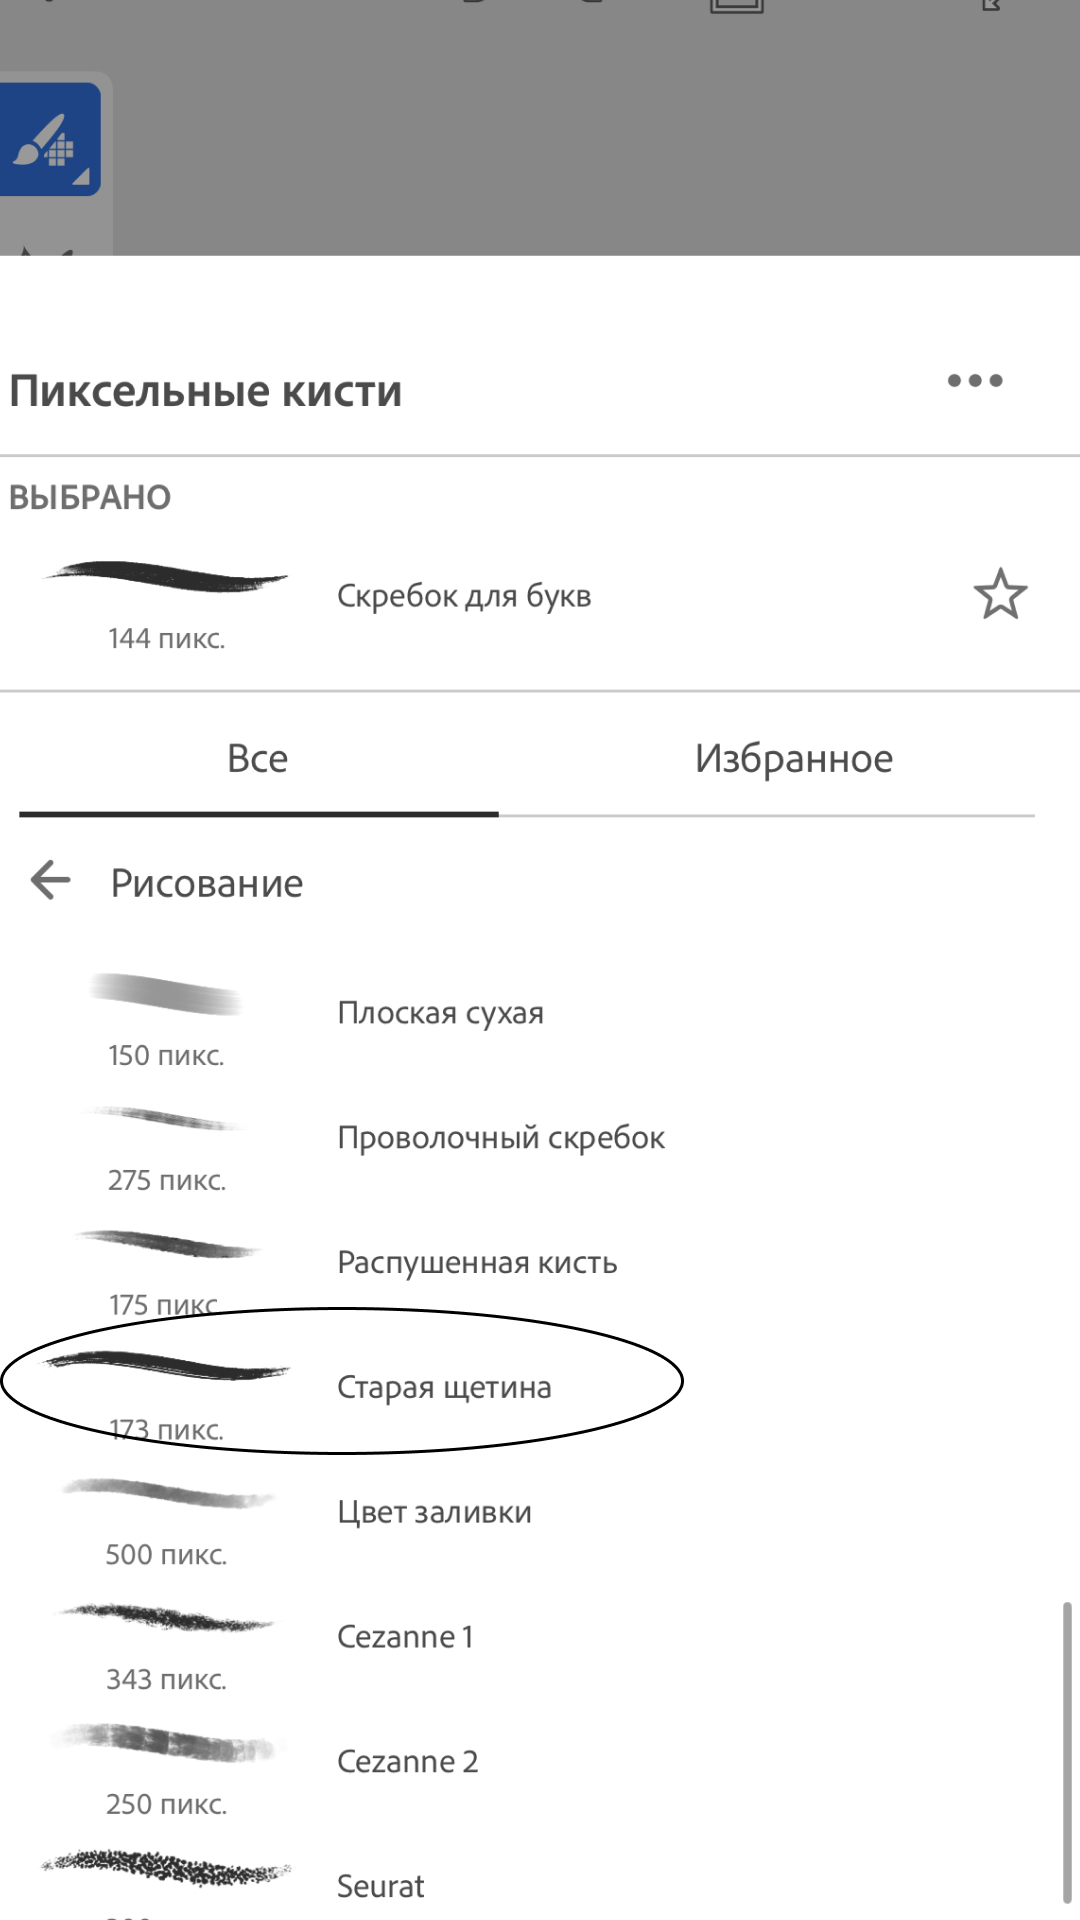 Пиксельные кисти
ВЫБРАНО
Скребок для букв
144 пикс.
Все
Избранное
Рисование
Плоская сухая
150 пикс.
Проволочный скребок
275 пикс.
Распушенная кисть
175 пикс
Старая щетина
173 пикс.
Цвет заливки
500 пикс.
Cezanne 1
343 пикс.
Cezanne 2
250 пикс.
Seurat